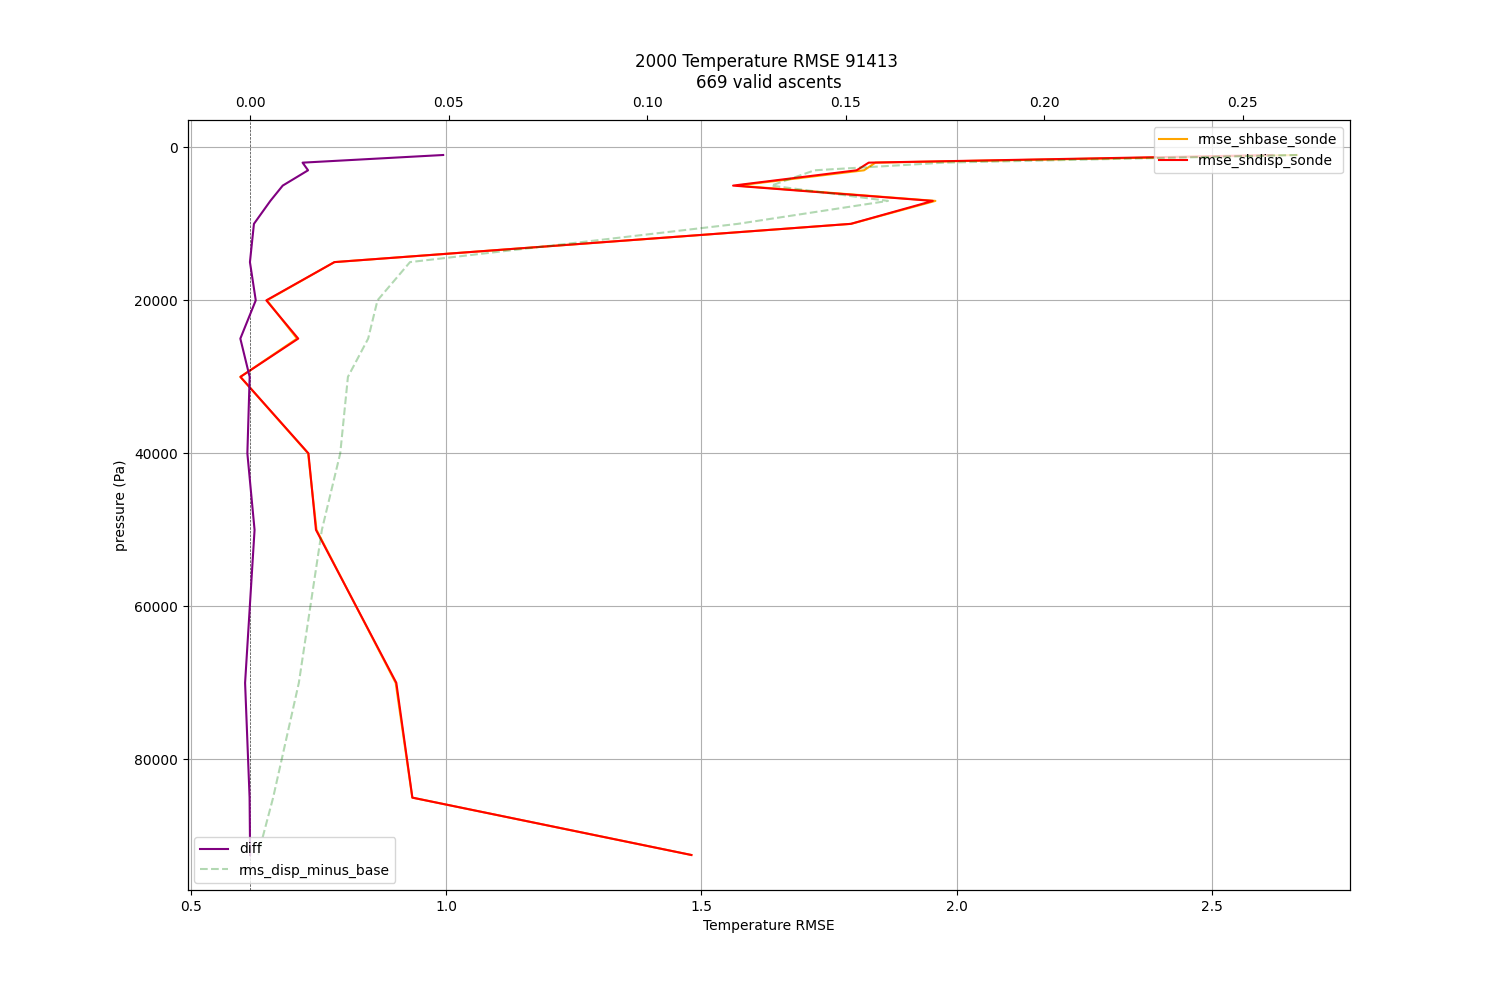 2000 Temperature RMSE 91413
669 valid ascents
0.00 0.05 0.10 0.15 0.20 0.25
rmse_shbase_sonde
rmse_shdisp_sonde
0
20000
40000
60000
80000
pressure (Pa)
diff
rms_disp_minus_base
0.5 1.0 1.5 2.0 2.5
Temperature RMSE